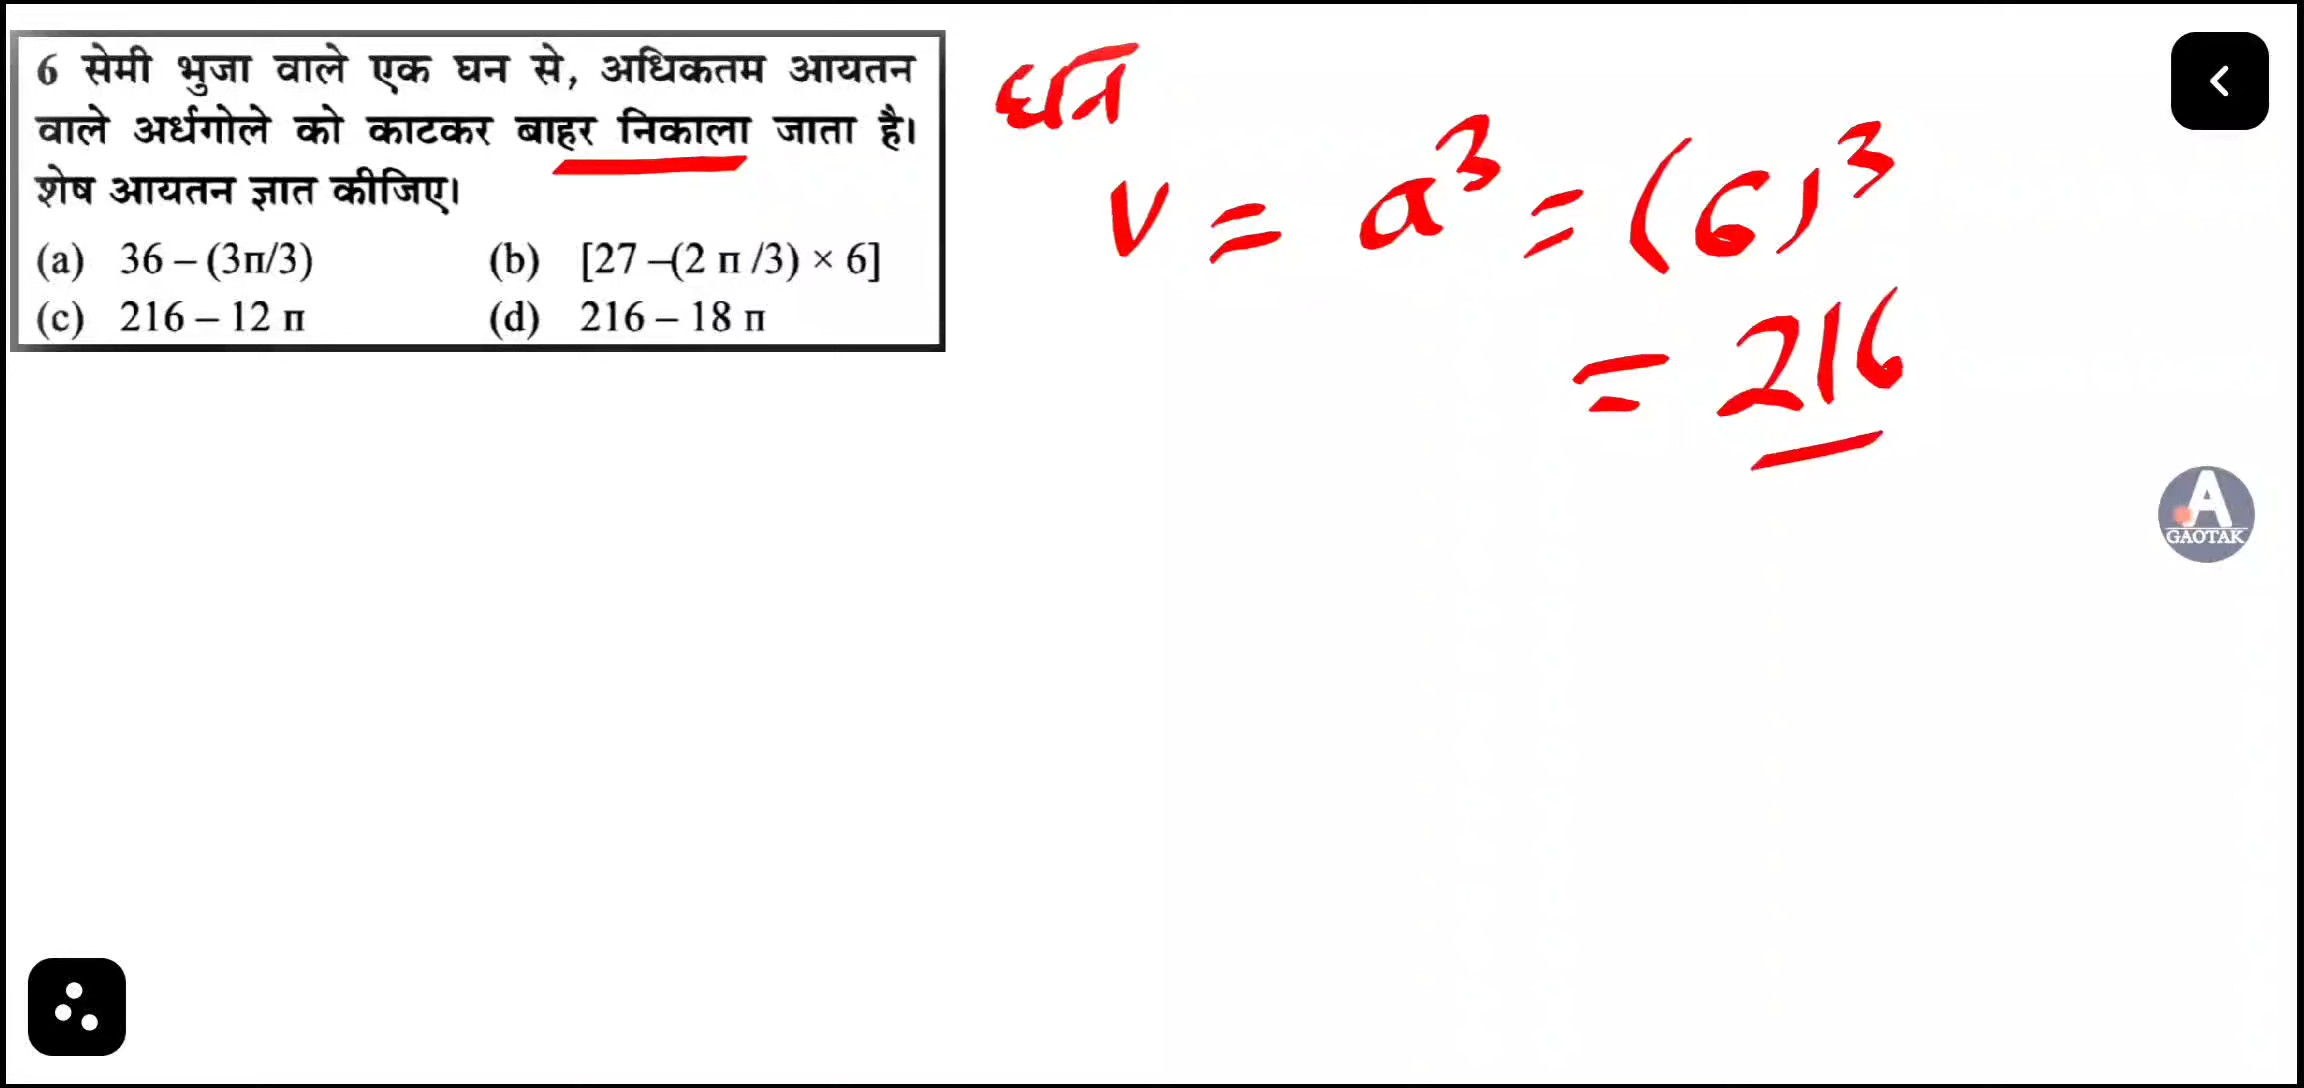 6 सेमी भुजा वाले एक घन से, अधिकतम आयतन
वाले अर्धगोले को काटकर बाहर निकाला जाता है।
शेष आयतन ज्ञात कीजिए।
(a) 36 – (3π/3) (b) [27 –(2 π /3) × 6]
(c) 216 – 12 π (d) 216 – 18 π
घन
V = a³ = (6)³
= 216
A
GAOTAK